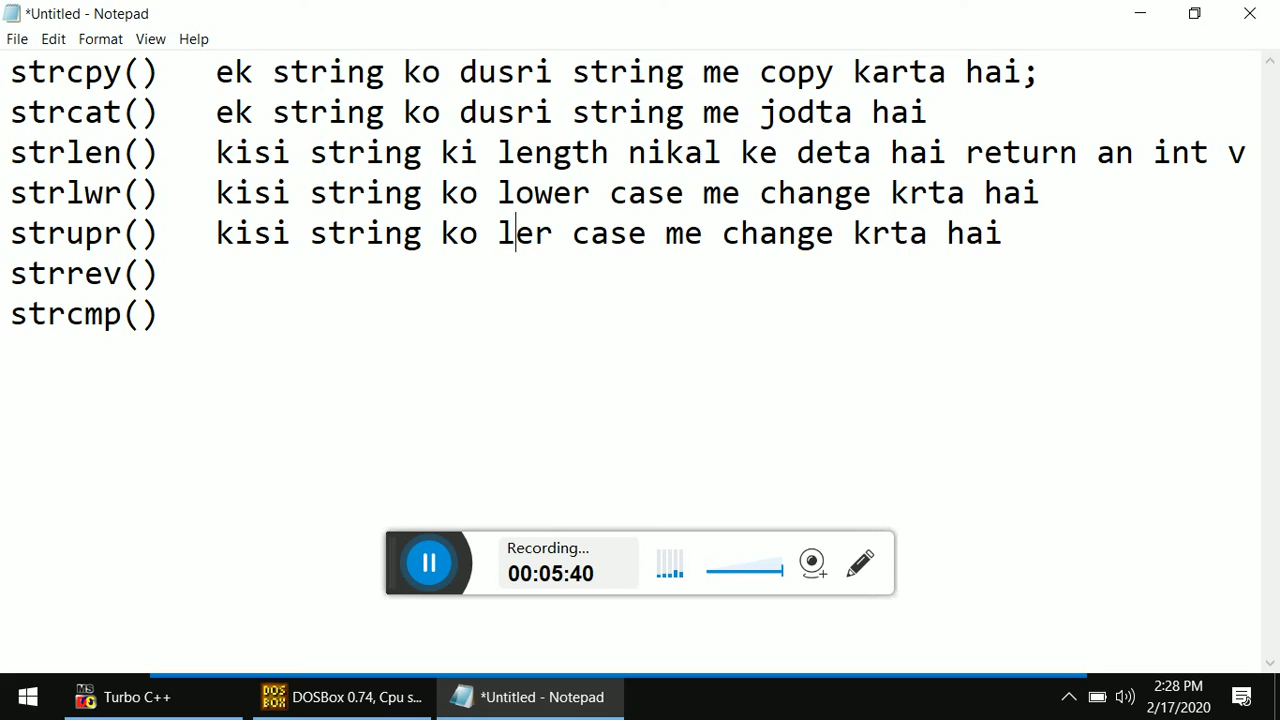 *Untitled - Notepad
File Edit Format View Help
strcpy() ek string ko dusri string me copy karta hai;
strcat() ek string ko dusri string me jodta hai
strlen() kisi string ki length nikal ke deta hai return an int v
strlwr() kisi string ko lower case me change krta hai
strupr() kisi string ko ler case me change krta hai
strrev()
strcmp()
Recording...
00:05:40
MS TC Turbo C++
DOS BOX DOSBox 0.74, Cpu s...
*Untitled - Notepad
2:28 PM
2/17/2020